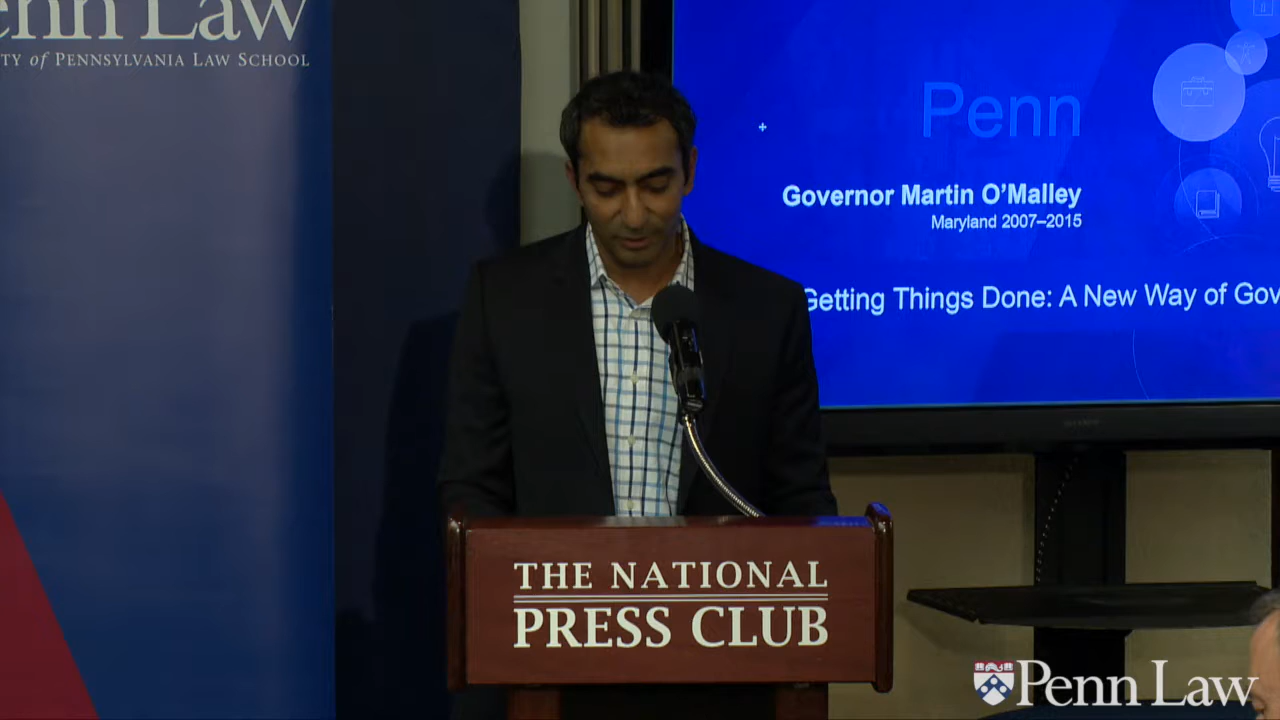 enn Law
TY of PENNSYLVANIA LAW SCHOOL
Penn
Governor Martin O'Malley
Maryland 2007–2015
Getting Things Done: A New Way of Gov
THE NATIONAL
PRESS CLUB
Penn Law